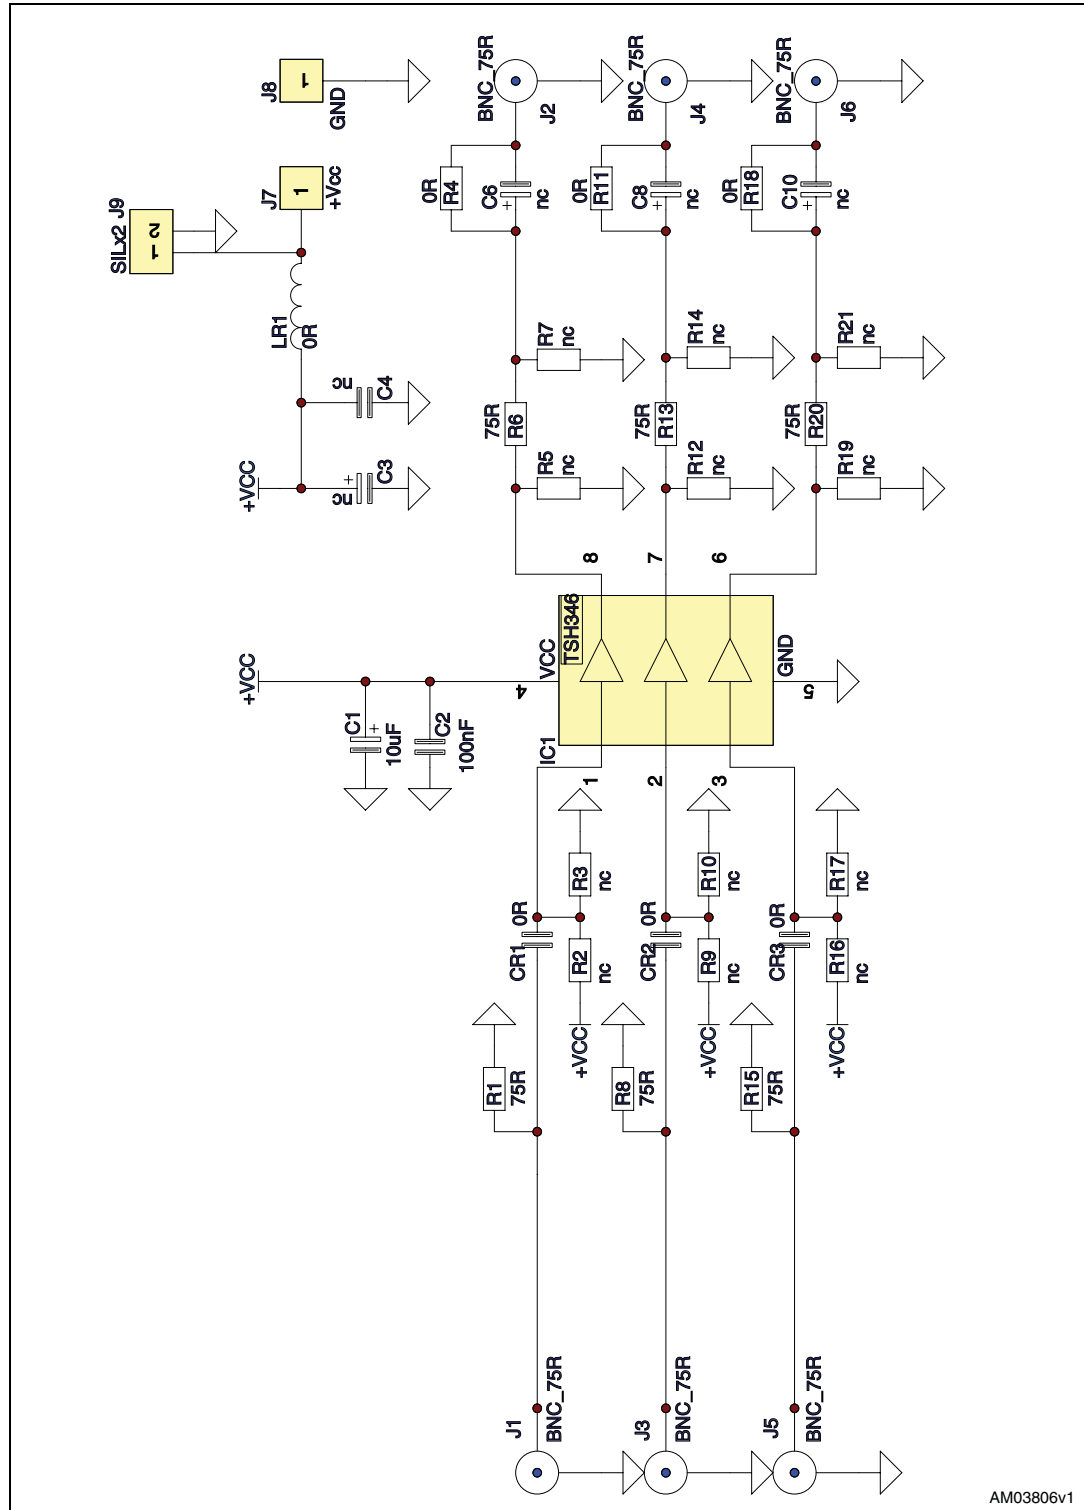 J8
1
GND
J9
SILx2
2
1
J7
1
+Vcc
LR1
0R
nc
C4
+VCC
nc
+
C3
BNC_75R
J2
0R
R4
C6
+
nc
R7
nc
75R
R6
R5
nc
8
BNC_75R
J4
0R
R11
C8
+
nc
R14
nc
75R
R13
R12
nc
7
BNC_75R
J6
0R
R18
C10
+
nc
R21
nc
75R
R20
R19
nc
6
+VCC
C1
+
10uF
C2
100nF
4
VCC
TSH346
IC1
GND
5
1
2
3
CR1
0R
R3
nc
R2
nc
+VCC
R1
75R
CR2
0R
R10
nc
R9
nc
+VCC
R8
75R
CR3
0R
R17
nc
R16
nc
+VCC
R15
75R
J1
BNC_75R
J3
BNC_75R
J5
BNC_75R
AM03806v1